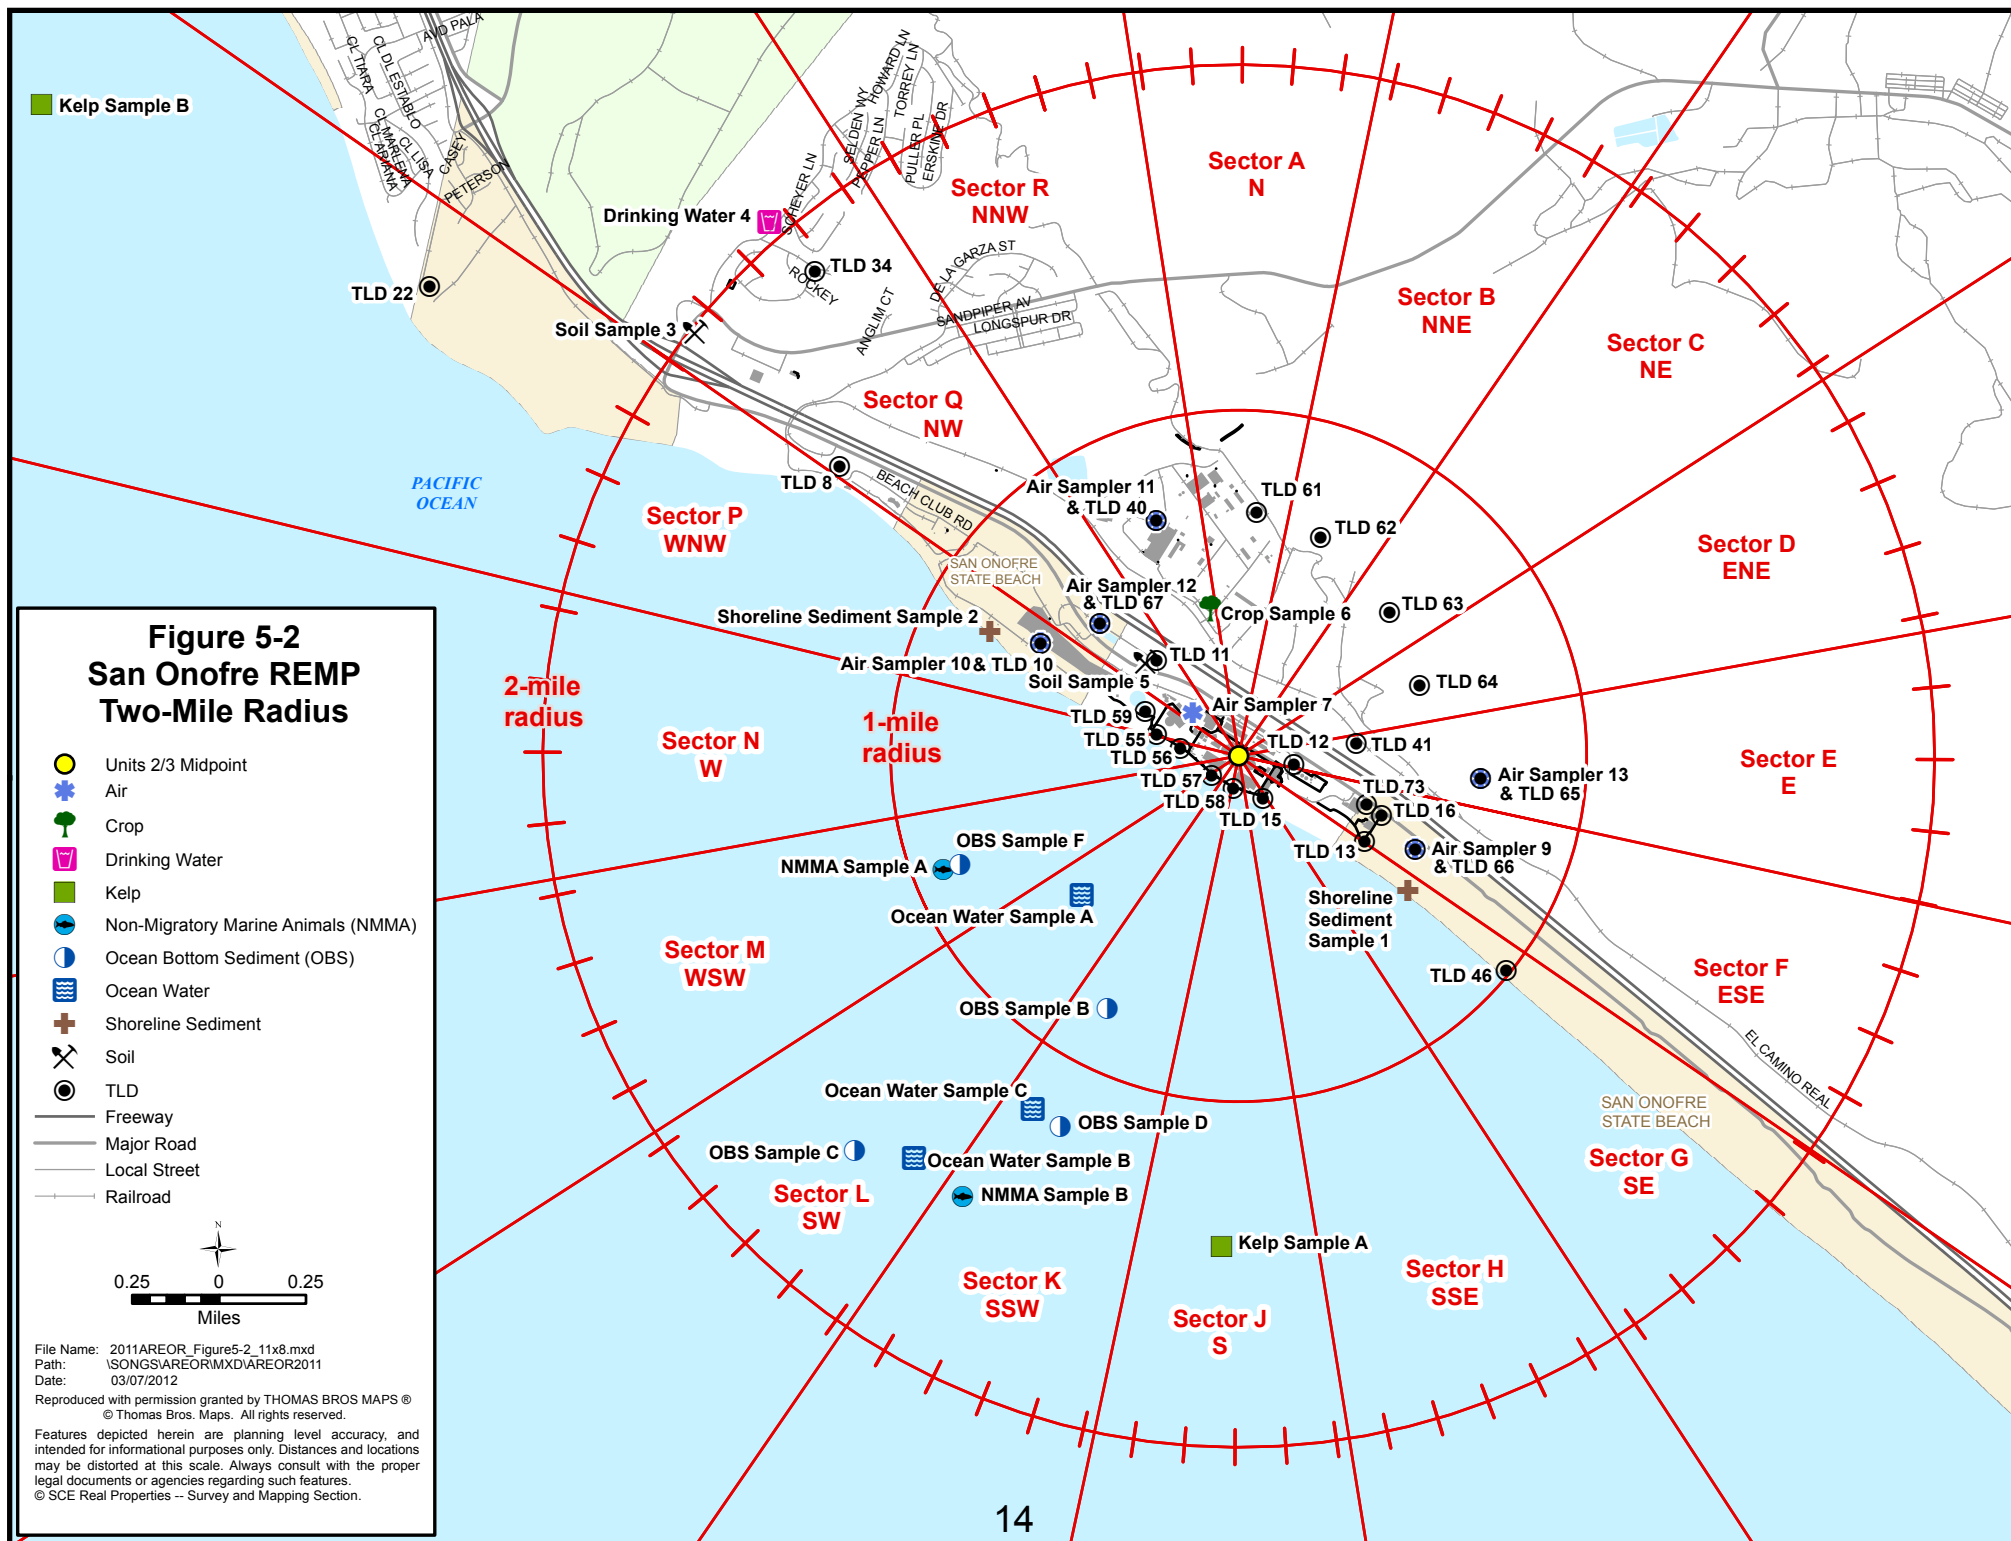 AVD PALA
CL TIARA
CL DL ESTABLO
CL MARLENA
CL LISA
CL ARIANA
CASEY
PETERSON
Kelp Sample B
HOWARD LN
TORREY LN
SELDEN WY
PEPPER LN
PULLER PL
ERSKINE DR
SCHEYER LN
Sector A
N
Sector R
NNW
Drinking Water 4
TLD 34
ROCKEY
TLD 22
DE LA GARZA ST
ANGLIM CT
SANDPIPER AV
LONGSPUR DR
Soil Sample 3
Sector B
NNE
Sector C
NE
Sector Q
NW
PACIFIC
OCEAN
TLD 8
BEACH CLUB RD
Air Sampler 11
& TLD 40
TLD 61
TLD 62
Sector P
WNW
Sector D
ENE
SAN ONOFRE
STATE BEACH
Air Sampler 12
& TLD 67
TLD 63
Crop Sample 6
Shoreline Sediment Sample 2
Air Sampler 10 & TLD 10
TLD 11
Soil Sample 5
TLD 64
2-mile
radius
1-mile
radius
Air Sampler 7
TLD 59
TLD 55
TLD 56
TLD 12
TLD 41
Sector N
W
Sector E
E
TLD 57
TLD 58
TLD 15
TLD 73
TLD 16
Air Sampler 13
& TLD 65
TLD 13
Air Sampler 9
& TLD 66
OBS Sample F
NMMA Sample A
Ocean Water Sample A
Shoreline
Sediment
Sample 1
Sector M
WSW
TLD 46
Sector F
ESE
OBS Sample B
EL CAMINO REAL
Ocean Water Sample C
OBS Sample D
SAN ONOFRE
STATE BEACH
OBS Sample C
Ocean Water Sample B
Sector G
SE
Sector L
SW
NMMA Sample B
Kelp Sample A
Sector K
SSW
Sector H
SSE
Sector J
S
14
Figure 5-2
San Onofre REMP
Two-Mile Radius
Units 2/3 Midpoint
Air
Crop
Drinking Water
Kelp
Non-Migratory Marine Animals (NMMA)
Ocean Bottom Sediment (OBS)
Ocean Water
Shoreline Sediment
Soil
TLD
Freeway
Major Road
Local Street
Railroad
N
0.25 0 0.25
Miles
File Name: 2011AREOR_Figure5-2_11x8.mxd
Path: \SONGS\AREOR\MXD\AREOR2011
Date: 03/07/2012
Reproduced with permission granted by THOMAS BROS MAPS ®
© Thomas Bros. Maps. All rights reserved.
Features depicted herein are planning level accuracy, and
intended for informational purposes only. Distances and locations
may be distorted at this scale. Always consult with the proper
legal documents or agencies regarding such features.
© SCE Real Properties -- Survey and Mapping Section.